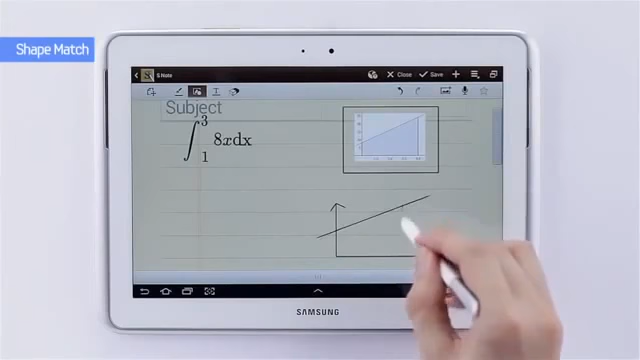 Shape Match
S Note
Close
Save
Subject
∫₁³ 8xdx
SAMSUNG